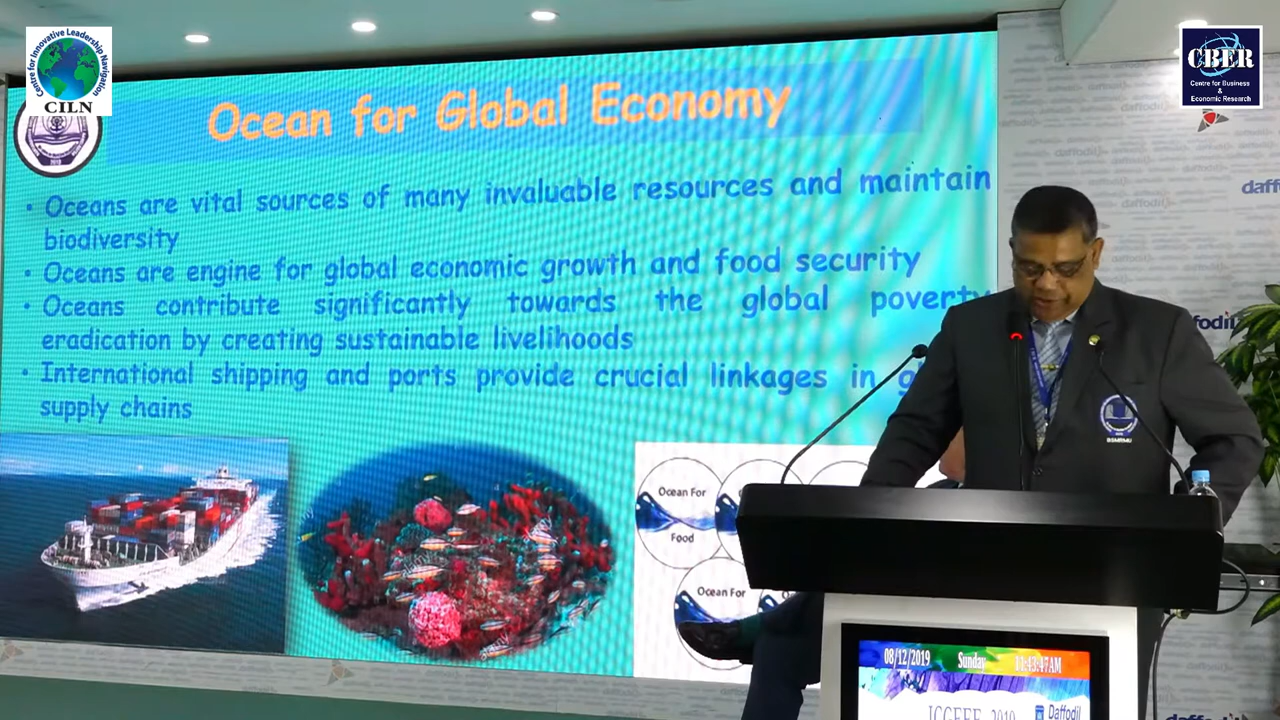 Centre for Innovative Leadership Navigation
CILN
CBER
Centre for Business
&
Economic Research
Ocean for Global Economy
• Oceans are vital sources of many invaluable resources and maintain
biodiversity
• Oceans are engine for global economic growth and food security
• Oceans contribute significantly towards the global poverty
eradication by creating sustainable livelihoods
• International shipping and ports provide crucial linkages in
supply chains
Ocean For
Food
Ocean For
daffodil
BSMRMU
08/12/2019 Sunday 11:43:47AM
2019
Daffodil